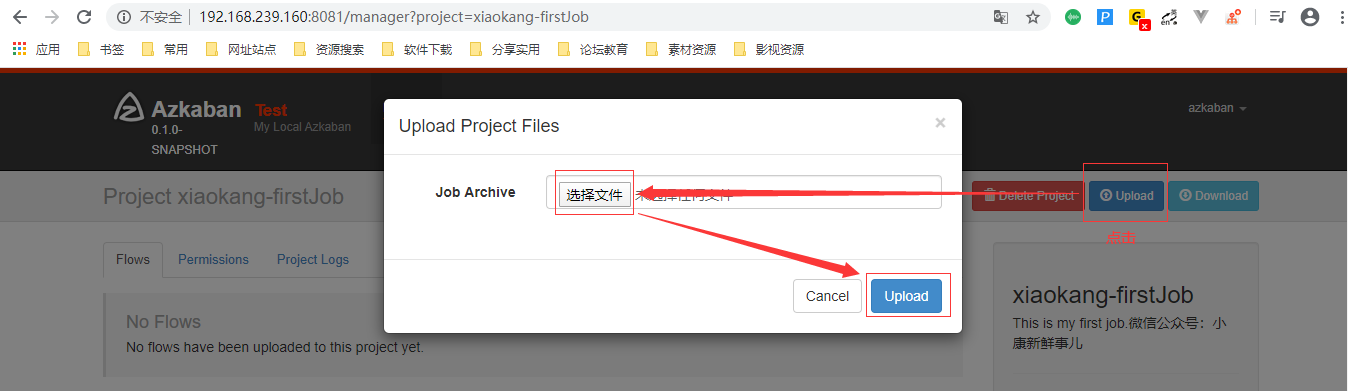 不安全 | 192.168.239.160:8081/manager?project=xiaokang-firstJob
应用 书签 常用 网址站点 资源搜索 软件下载 分享实用 论坛教育 素材资源 影视资源
Azkaban Test
0.1.0-SNAPSHOT
My Local Azkaban
azkaban
Upload Project Files ×
Job Archive 选择文件 未选择任何文件
Project xiaokang-firstJob
Delete Project Upload Download
点击
Flows Permissions Project Logs
Cancel Upload
No Flows
No flows have been uploaded to this project yet.
xiaokang-firstJob
This is my first job.微信公众号：小
康新鲜事儿